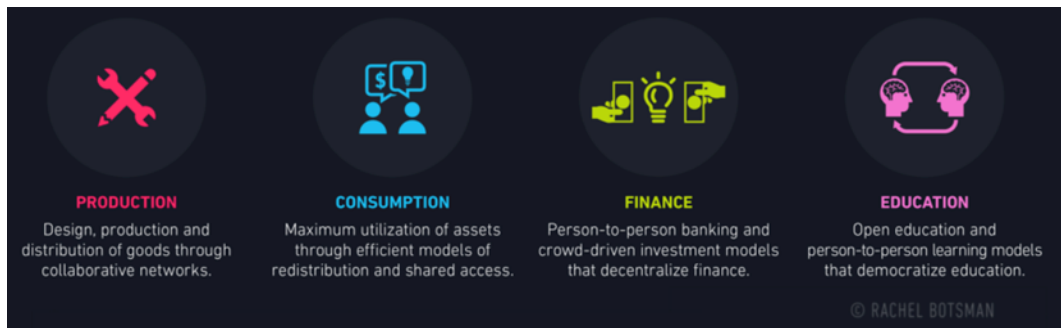 $
PRODUCTION
Design, production and
distribution of goods through
collaborative networks.
CONSUMPTION
Maximum utilization of assets
through efficient models of
redistribution and shared access.
FINANCE
Person-to-person banking and
crowd-driven investment models
that decentralize finance.
EDUCATION
Open education and
person-to-person learning models
that democratize education.
© RACHEL BOTSMAN